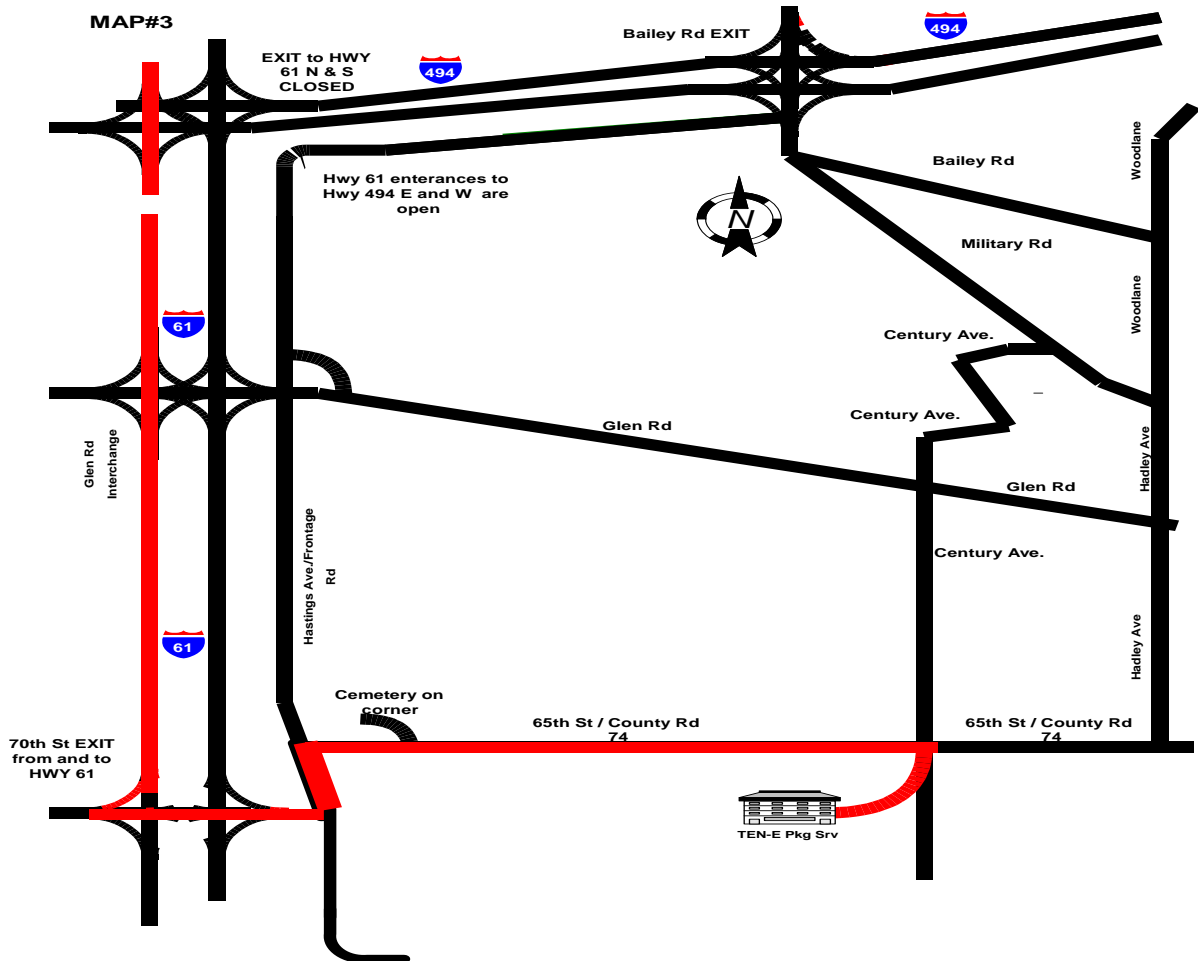 MAP#3
494
Bailey Rd EXIT
494
EXIT to HWY
61 N & S
CLOSED
Woodlane
Bailey Rd
Hwy 61 enterances to
Hwy 494 E and W are
open
N
Military Rd
Woodlane
61
Century Ave.
Century Ave.
Glen Rd
Glen Rd
Interchange
Hadley Ave
Glen Rd
Hastings Ave./Frontage
Rd
Century Ave.
61
Hadley Ave
Cemetery on
corner
65th St / County Rd
74
65th St / County Rd
74
70th St EXIT
from and to
HWY 61
TEN-E Pkg Srv